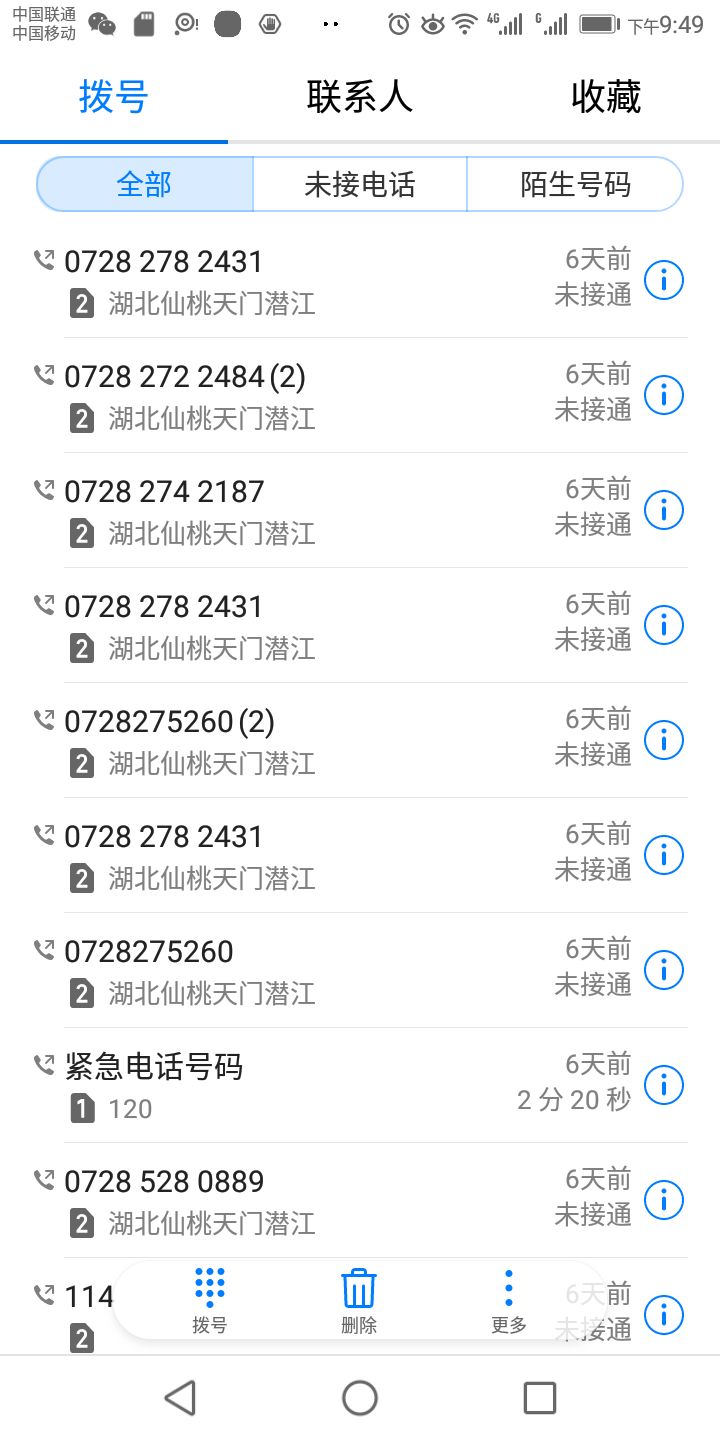 中国联通
中国移动
4G
G
下午9:49
拨号 联系人 收藏
全部 未接电话 陌生号码
0728 278 2431 6天前
2 湖北仙桃天门潜江 未接通
0728 272 2484(2) 6天前
2 湖北仙桃天门潜江 未接通
0728 274 2187 6天前
2 湖北仙桃天门潜江 未接通
0728 278 2431 6天前
2 湖北仙桃天门潜江 未接通
0728275260(2) 6天前
2 湖北仙桃天门潜江 未接通
0728 278 2431 6天前
2 湖北仙桃天门潜江 未接通
0728275260 6天前
2 湖北仙桃天门潜江 未接通
紧急电话号码 6天前
1 120 2 分 20 秒
0728 528 0889 6天前
2 湖北仙桃天门潜江 未接通
114 6天前
2 未接通
拨号 删除 更多